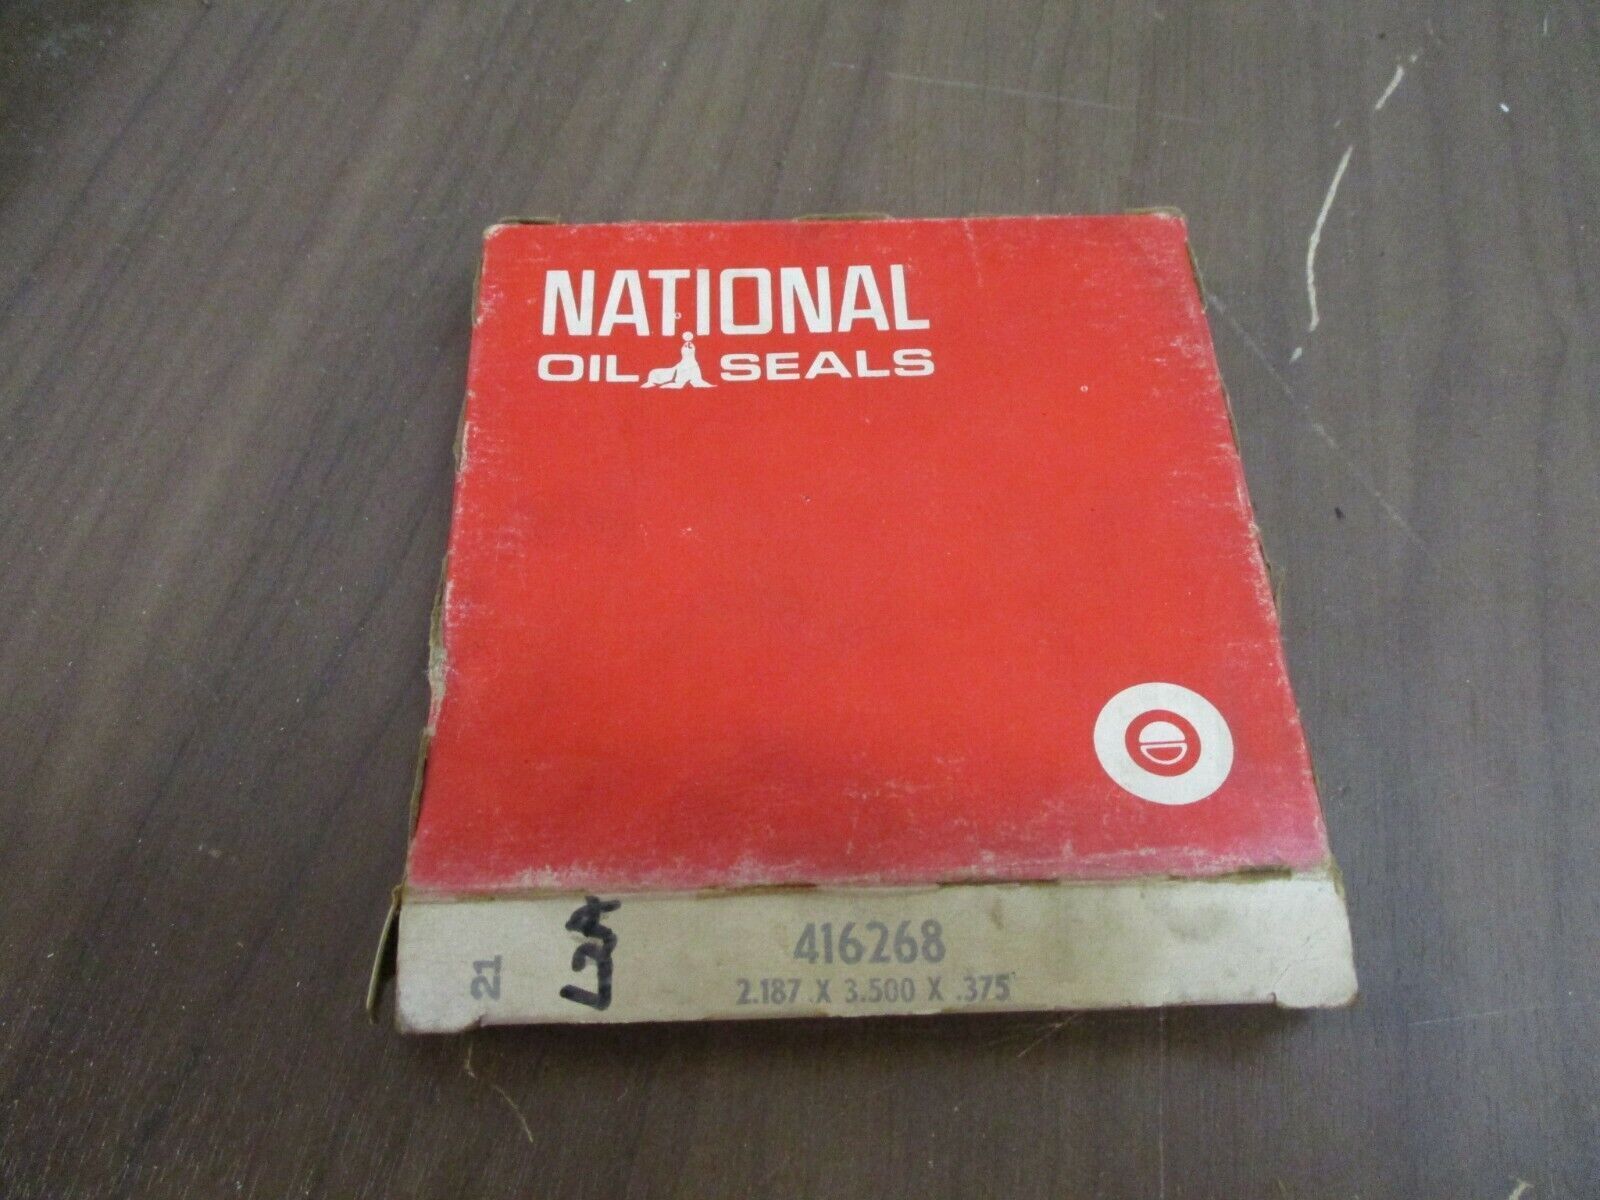 NATIONAL
OIL SEALS
416268
2.187 X 3.500 X .375
21